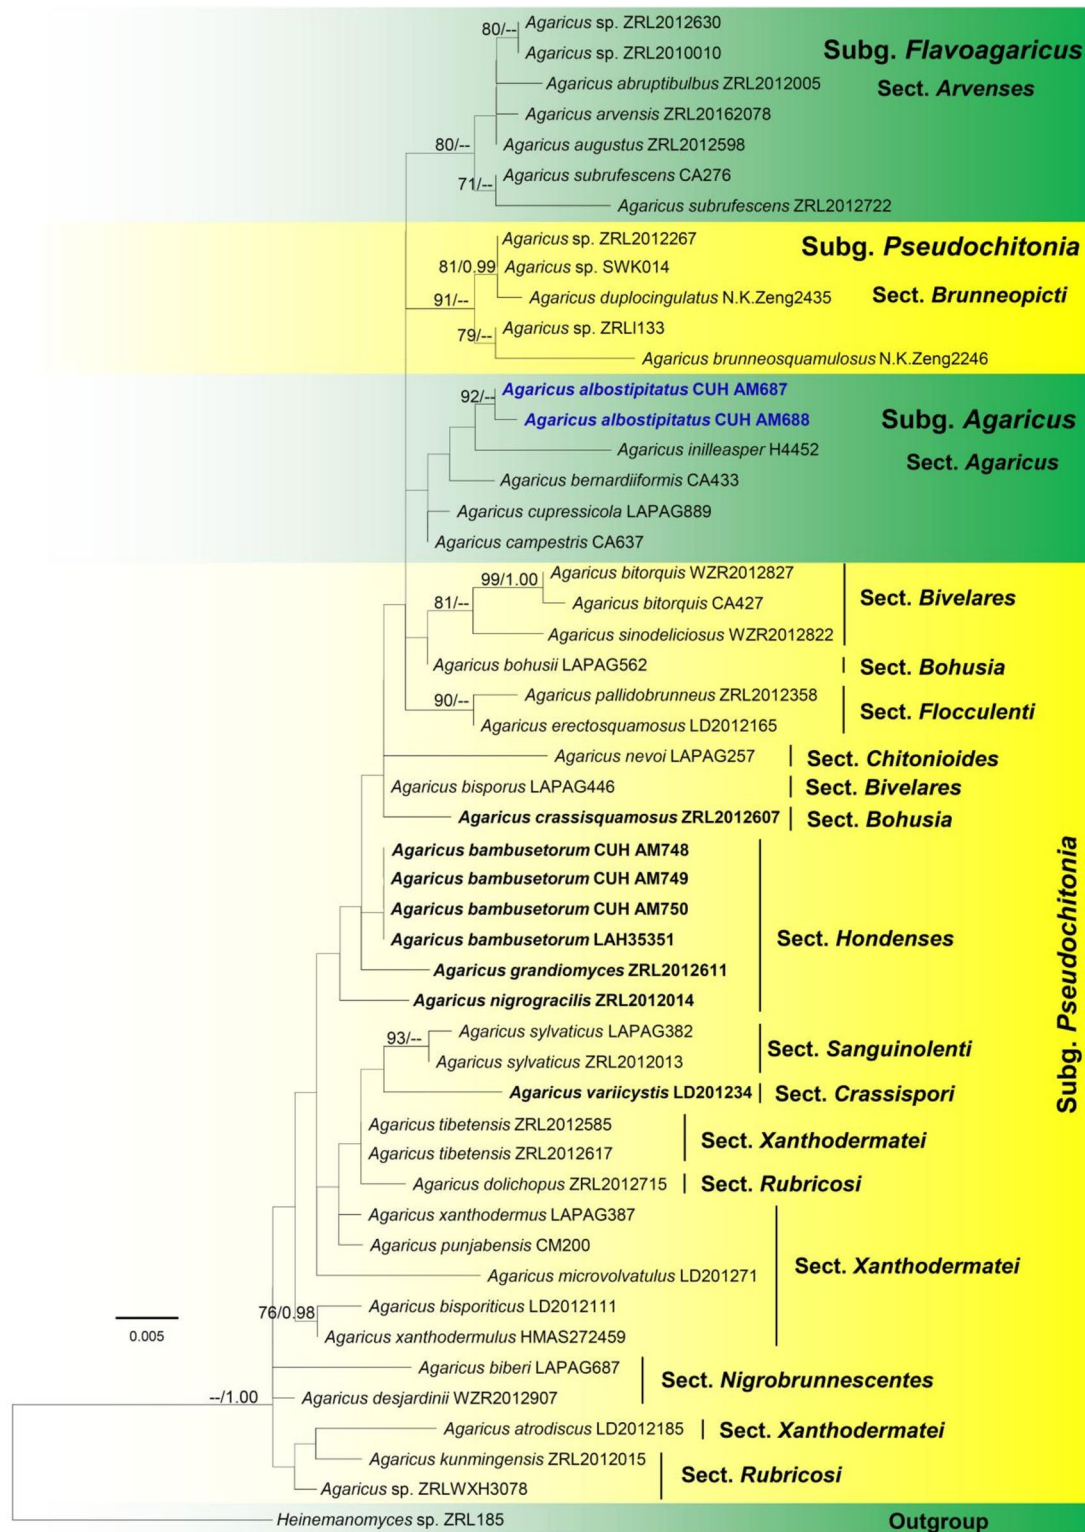 80/--
Agaricus sp. ZRL2012630
Agaricus sp. ZRL2010010
Subg. Flavoagaricus
Agaricus abruptibulbus ZRL2012005
Sect. Arvenses
Agaricus arvensis ZRL20162078
80/--
Agaricus augustus ZRL2012598
71/--
Agaricus subrufescens CA276
Agaricus subrufescens ZRL2012722
Agaricus sp. ZRL2012267
Subg. Pseudochitonia
81/0.99
Agaricus sp. SWK014
91/--
Agaricus duplocingulatus N.K.Zeng2435
Sect. Brunneopicti
79/--
Agaricus sp. ZRLI133
Agaricus brunneosquamulosus N.K.Zeng2246
92/--
Agaricus albostipitatus CUH AM687
Agaricus albostipitatus CUH AM688
Subg. Agaricus
Agaricus inilleasper H4452
Sect. Agaricus
Agaricus bernardiiformis CA433
Agaricus cupressicola LAPAG889
Agaricus campestris CA637
99/1.00
Agaricus bitorquis WZR2012827
81/--
Agaricus bitorquis CA427
Sect. Bivelares
Agaricus sinodeliciosus WZR2012822
Agaricus bohusii LAPAG562
Sect. Bohusia
90/--
Agaricus pallidobrunneus ZRL2012358
Agaricus erectosquamosus LD2012165
Sect. Flocculenti
Agaricus nevoi LAPAG257
Sect. Chitonioides
Agaricus bisporus LAPAG446
Sect. Bivelares
Agaricus crassisquamosus ZRL2012607
Sect. Bohusia
Agaricus bambusetorum CUH AM748
Agaricus bambusetorum CUH AM749
Agaricus bambusetorum CUH AM750
Agaricus bambusetorum LAH35351
Sect. Hondenses
Agaricus grandiomyces ZRL2012611
Agaricus nigrogracilis ZRL2012014
Subg. Pseudochitonia
93/--
Agaricus sylvaticus LAPAG382
Agaricus sylvaticus ZRL2012013
Sect. Sanguinolenti
Agaricus variicystis LD201234
Sect. Crassispori
Agaricus tibetensis ZRL2012585
Agaricus tibetensis ZRL2012617
Sect. Xanthodermatei
Agaricus dolichopus ZRL2012715
Sect. Rubricosi
Agaricus xanthodermus LAPAG387
Agaricus punjabensis CM200
Sect. Xanthodermatei
Agaricus microvolvatulus LD201271
76/0.98
Agaricus bisporiticus LD2012111
0.005
Agaricus xanthodermulus HMAS272459
Agaricus biberi LAPAG687
Sect. Nigrobrunnescentes
--/1.00
Agaricus desjardinii WZR2012907
Agaricus atrodiscus LD2012185
Sect. Xanthodermatei
Agaricus kunmingensis ZRL2012015
Sect. Rubricosi
Agaricus sp. ZRLWXH3078
Heinemanomyces sp. ZRL185
Outgroup